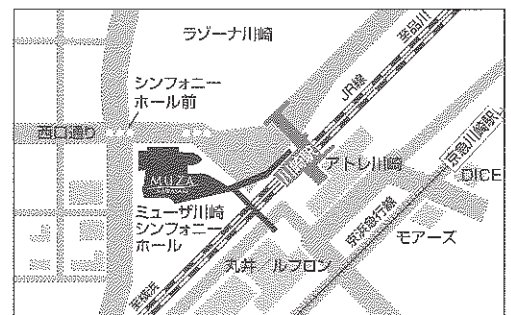 ラゾーナ川崎
至品川
JR線
シンフォニー
ホール前
西口通り
川崎駅
アトレ川崎
京急川崎駅
DICE
MUZA
ミューザ川崎
シンフォニー
ホール
京浜急行線
モアーズ
丸井
ルフロン
至横浜